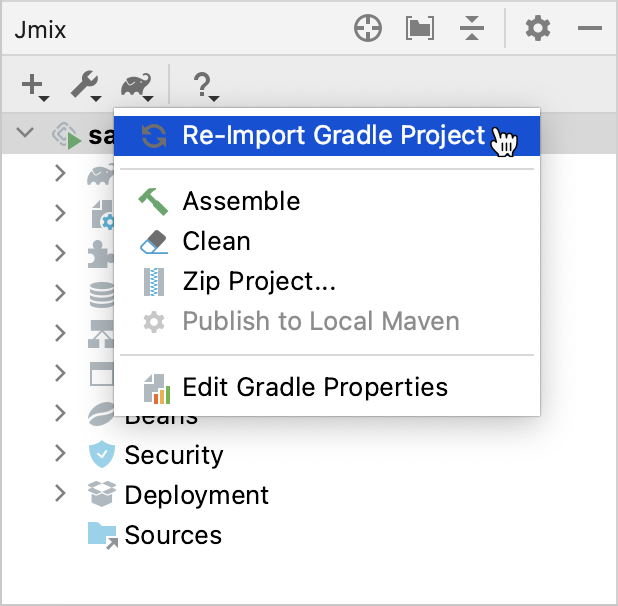 Jmix
?
sa
Re-Import Gradle Project
Assemble
Clean
Zip Project...
Publish to Local Maven
Edit Gradle Properties
Beans
Security
Deployment
Sources